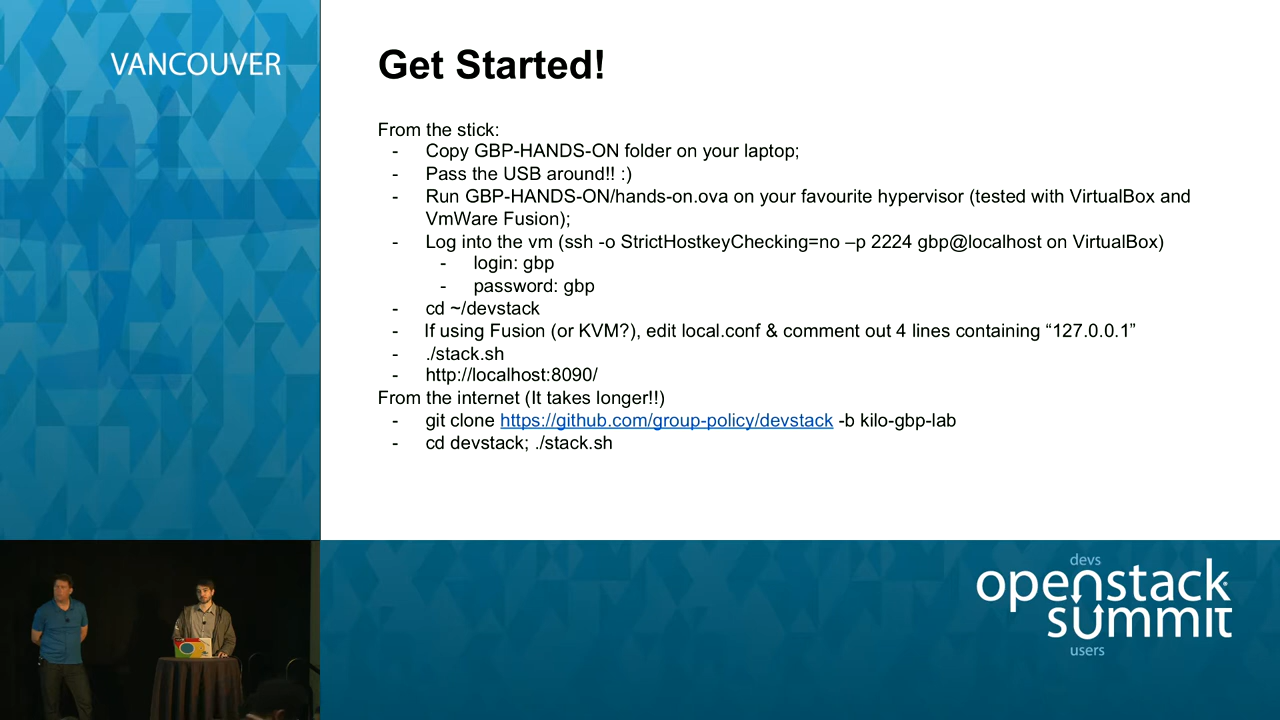 VANCOUVER
Get Started!
From the stick:
- Copy GBP-HANDS-ON folder on your laptop;
- Pass the USB around!! :)
- Run GBP-HANDS-ON/hands-on.ova on your favourite hypervisor (tested with VirtualBox and
VmWare Fusion);
- Log into the vm (ssh -o StrictHostkeyChecking=no –p 2224 gbp@localhost on VirtualBox)
- login: gbp
- password: gbp
- cd ~/devstack
- If using Fusion (or KVM?), edit local.conf & comment out 4 lines containing “127.0.0.1”
- ./stack.sh
- http://localhost:8090/
From the internet (It takes longer!!)
- git clone https://github.com/group-policy/devstack -b kilo-gbp-lab
- cd devstack; ./stack.sh
devs
openstack
summit
users